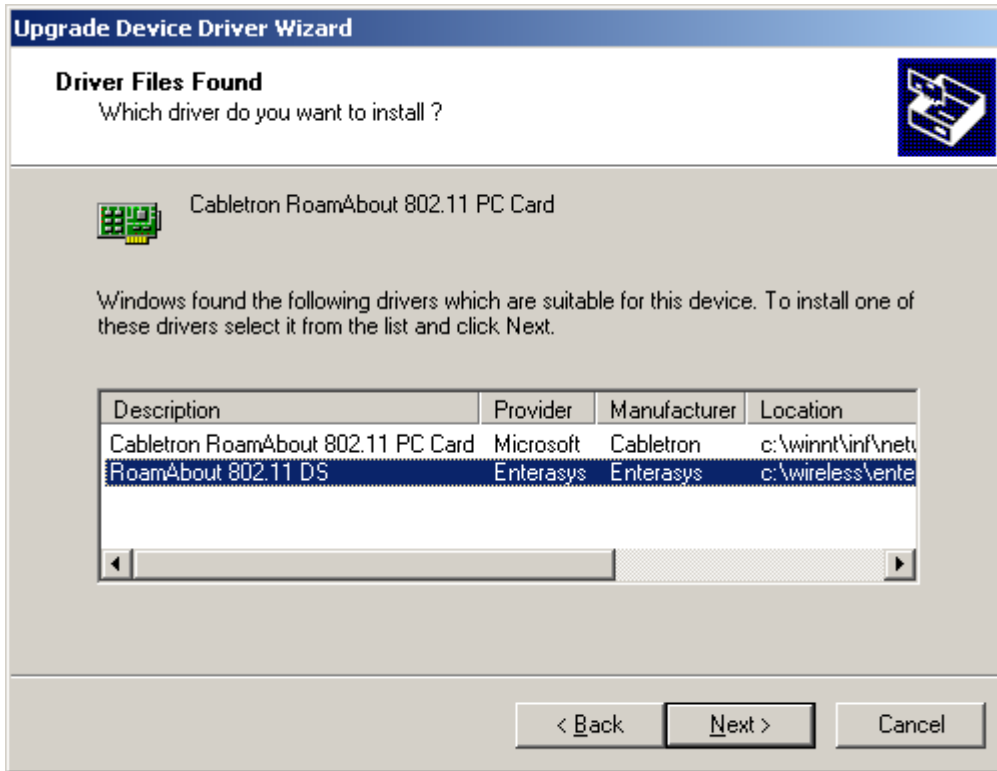 Upgrade Device Driver Wizard
Driver Files Found
Which driver do you want to install ?
Cabletron RoamAbout 802.11 PC Card
Windows found the following drivers which are suitable for this device. To install one of
these drivers select it from the list and click Next.
Description Provider Manufacturer Location
Cabletron RoamAbout 802.11 PC Card Microsoft Cabletron c:\winnt\inf\net
RoamAbout 802.11 DS Enterasys Enterasys c:\wireless\ente
< Back Next > Cancel